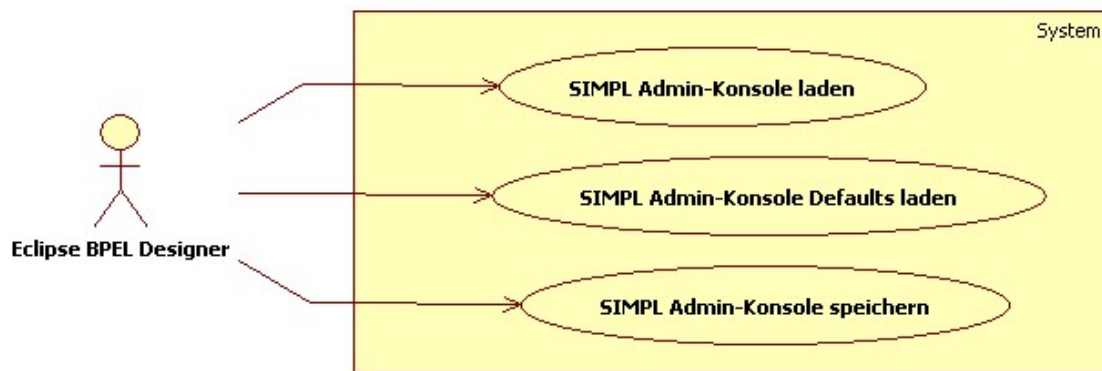 System
SIMPL Admin-Konsole laden
SIMPL Admin-Konsole Defaults laden
Eclipse BPEL Designer
SIMPL Admin-Konsole speichern